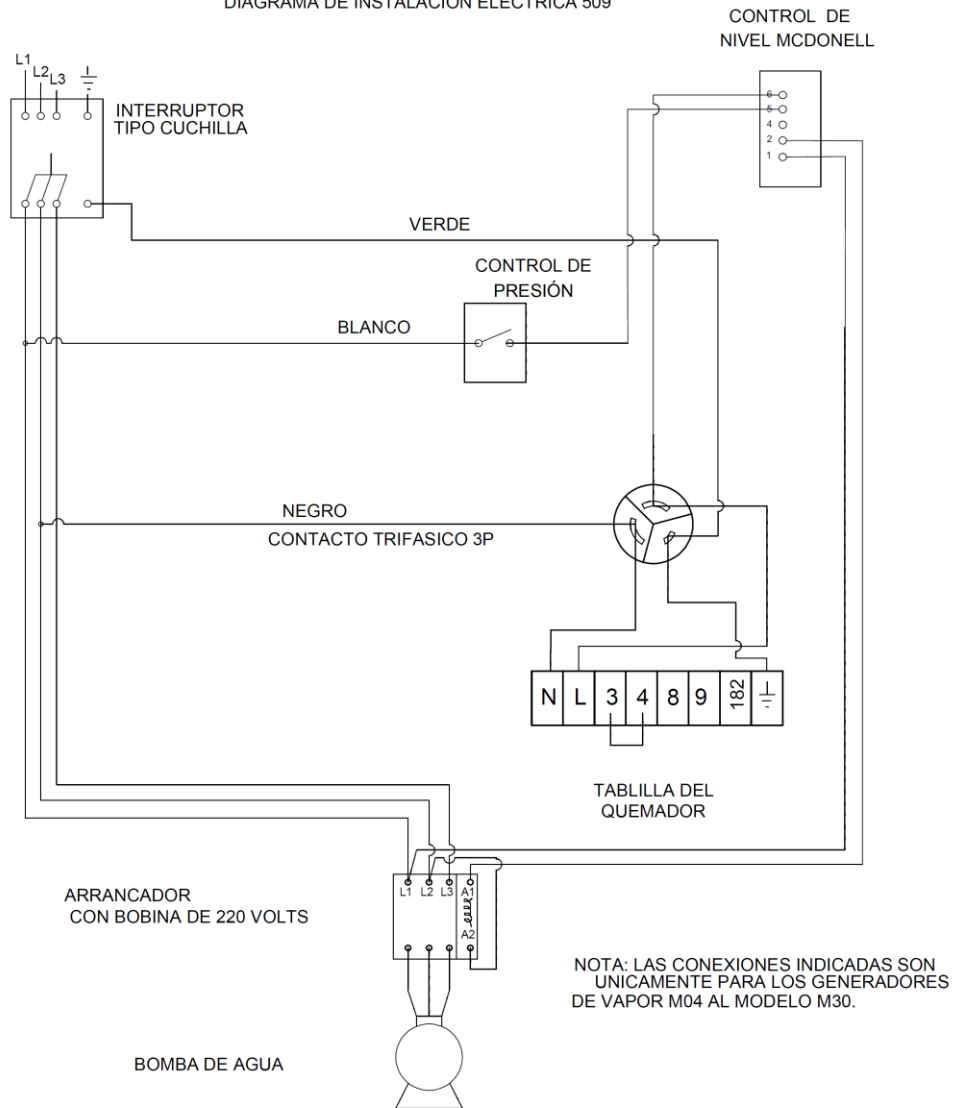 DIAGRAMA DE INSTALACIÓN ELÉCTRICA 509
CONTROL DE
NIVEL MCDONELL
L1
L2
L3
INTERRUPTOR
TIPO CUCHILLA
6
5
4
2
1
VERDE
CONTROL DE
PRESIÓN
BLANCO
NEGRO
CONTACTO TRIFASICO 3P
N L 3 4 8 9 182
TABLILLA DEL
QUEMADOR
ARRANCADOR
CON BOBINA DE 220 VOLTS
L1 L2 L3 A1
A2
NOTA: LAS CONEXIONES INDICADAS SON
UNICAMENTE PARA LOS GENERADORES
DE VAPOR M04 AL MODELO M30.
BOMBA DE AGUA